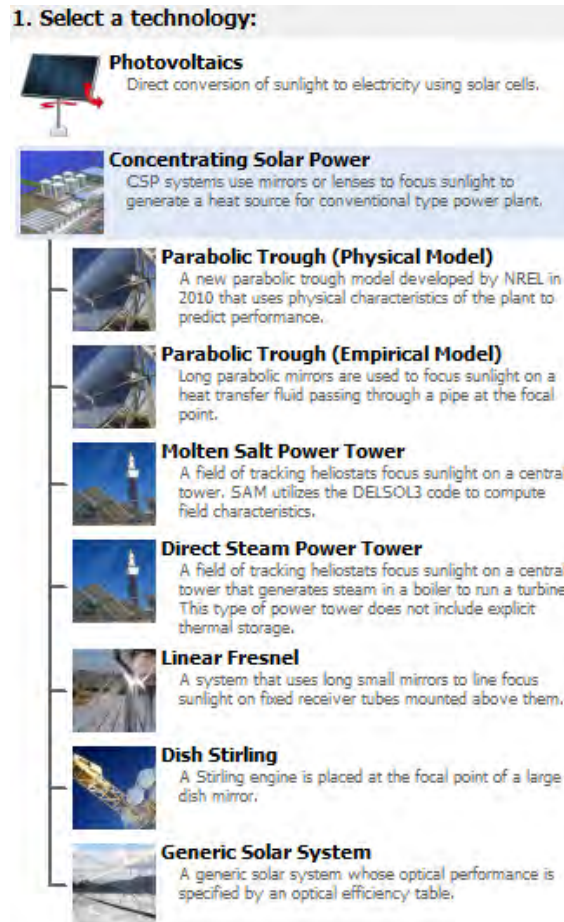 1. Select a technology:
Photovoltaics
Direct conversion of sunlight to electricity using solar cells.
Concentrating Solar Power
CSP systems use mirrors or lenses to focus sunlight to
generate a heat source for conventional type power plant.
Parabolic Trough (Physical Model)
A new parabolic trough model developed by NREL in
2010 that uses physical characteristics of the plant to
predict performance.
Parabolic Trough (Empirical Model)
Long parabolic mirrors are used to focus sunlight on a
heat transfer fluid passing through a pipe at the focal
point.
Molten Salt Power Tower
A field of tracking heliostats focus sunlight on a central
tower. SAM utilizes the DELSOL3 code to compute
field characteristics.
Direct Steam Power Tower
A field of tracking heliostats focus sunlight on a central
tower that generates steam in a boiler to run a turbine
This type of power tower does not include explicit
thermal storage.
Linear Fresnel
A system that uses long small mirrors to line focus
sunlight on fixed receiver tubes mounted above them.
Dish Stirling
A Stirling engine is placed at the focal point of a large
dish mirror.
Generic Solar System
A generic solar system whose optical performance is
specified by an optical efficiency table.